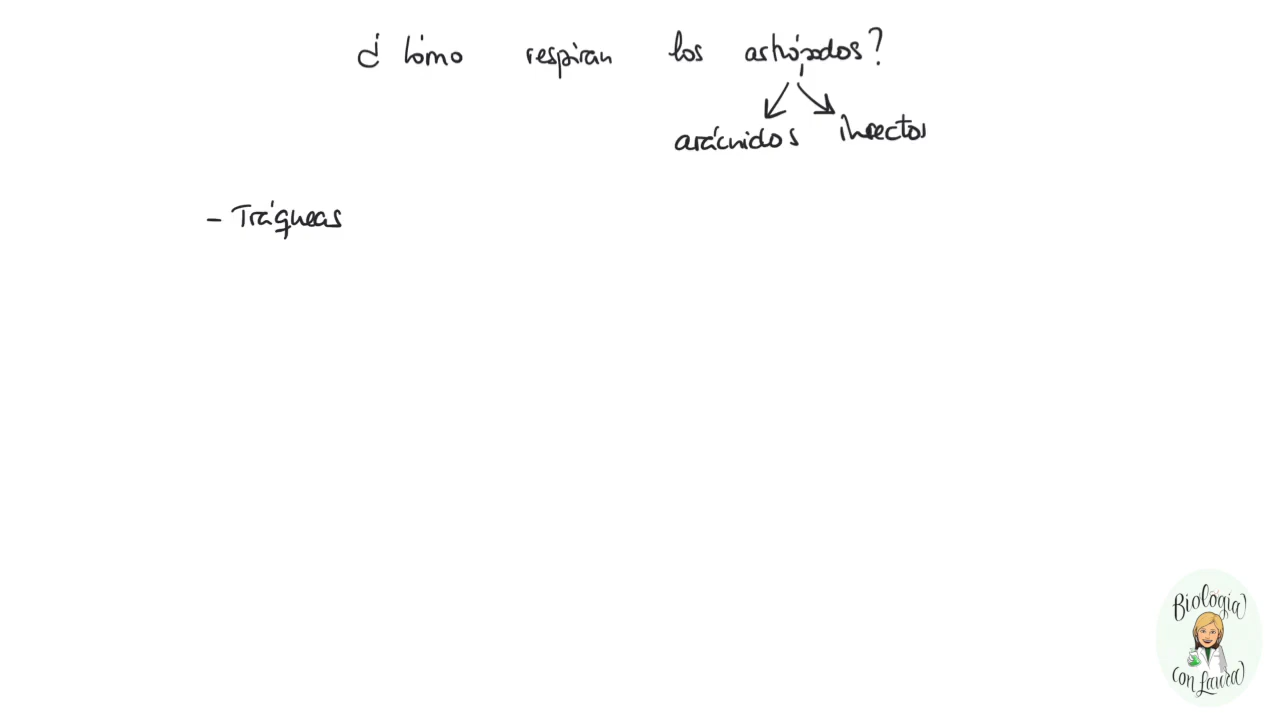 ¿Cómo respiran los artrópodos?
arácnidos insectos
- Tráqueas
Biología
con Laura